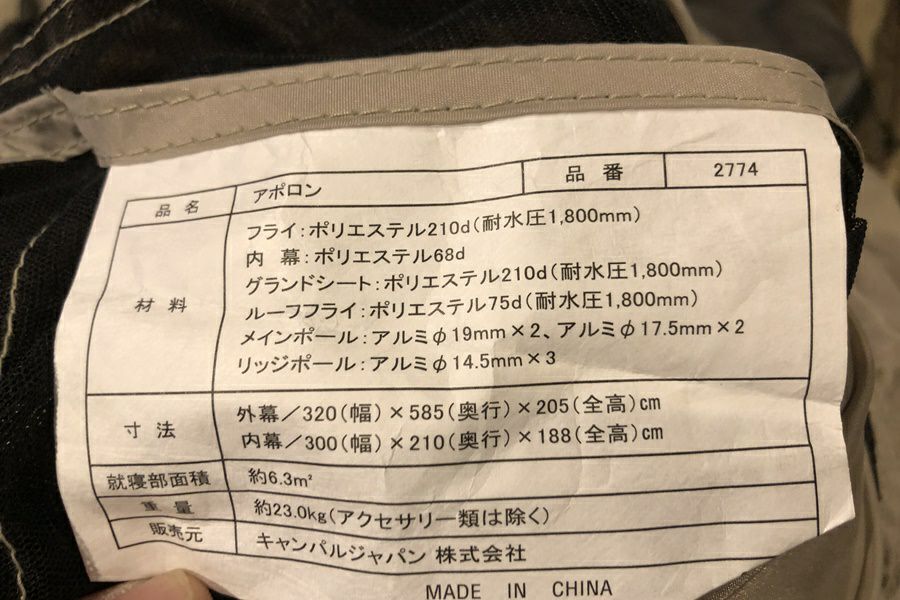 品名 アポロン 品番 2774
材料 フライ:ポリエステル210d(耐水圧1,800mm)
内 幕:ポリエステル68d
グランドシート:ポリエステル210d(耐水圧1,800mm)
ルーフフライ:ポリエステル75d(耐水圧1,800mm)
メインポール:アルミφ19mm×2、アルミφ17.5mm×2
リッジポール:アルミφ14.5mm×3
寸法 外幕/320(幅)×585(奥行)×205(全高)cm
内幕/300(幅)×210(奥行)×188(全高)cm
就寝部面積 約6.3㎡
重量 約23.0kg(アクセサリー類は除く)
販売元 キャンパルジャパン 株式会社
MADE IN CHINA